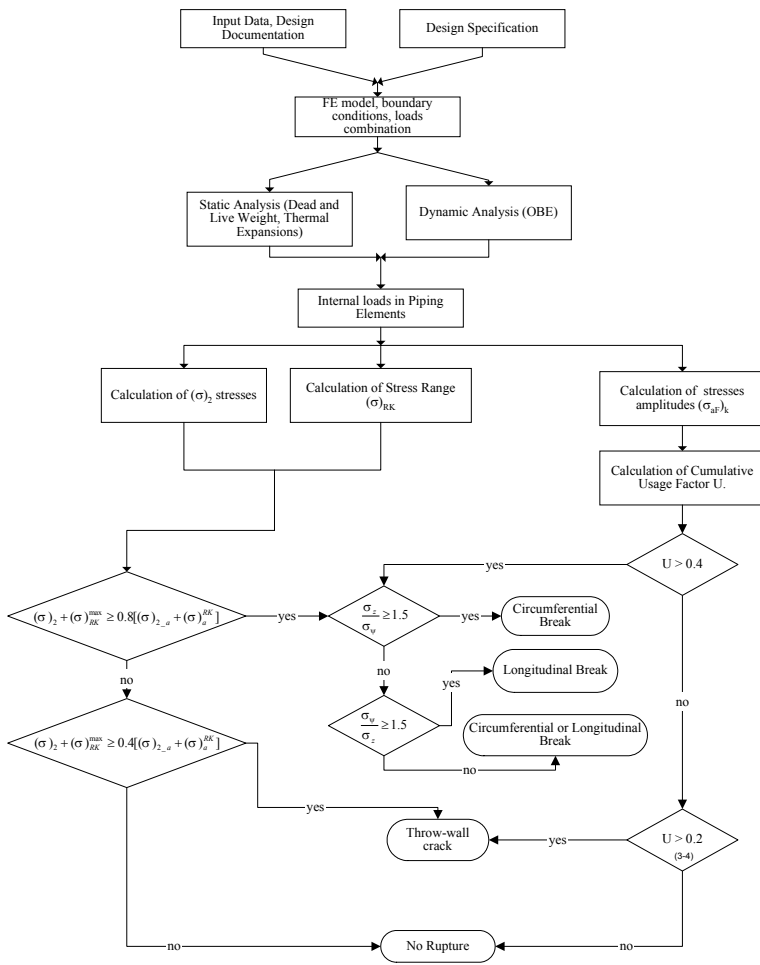 Input Data, Design
Documentation
Design Specification
FE model, boundary
conditions, loads
combination
Static Analysis (Dead and
Live Weight, Thermal
Expansions)
Dynamic Analysis (OBE)
Internal loads in Piping
Elements
Calculation of (σ)₂ stresses
Calculation of Stress Range
(σ)RK
Calculation of stresses
amplitudes (σaF)k
Calculation of Cumulative
Usage Factor U.
U > 0.4
yes
(σ)₂ + (σ)RK^max ≥ 0.8[(σ)₂_a + (σ)a^RK]
yes
σz/σψ ≥ 1.5
yes
Circumferential
Break
no
no
Longitudinal Break
yes
no
(σ)₂ + (σ)RK^max ≥ 0.4[(σ)₂_a + (σ)a^RK]
σψ/σz ≥ 1.5
Circumferential or Longitudinal
Break
no
yes
Throw-wall
crack
yes
U > 0.2
(3-4)
no
No Rupture
no